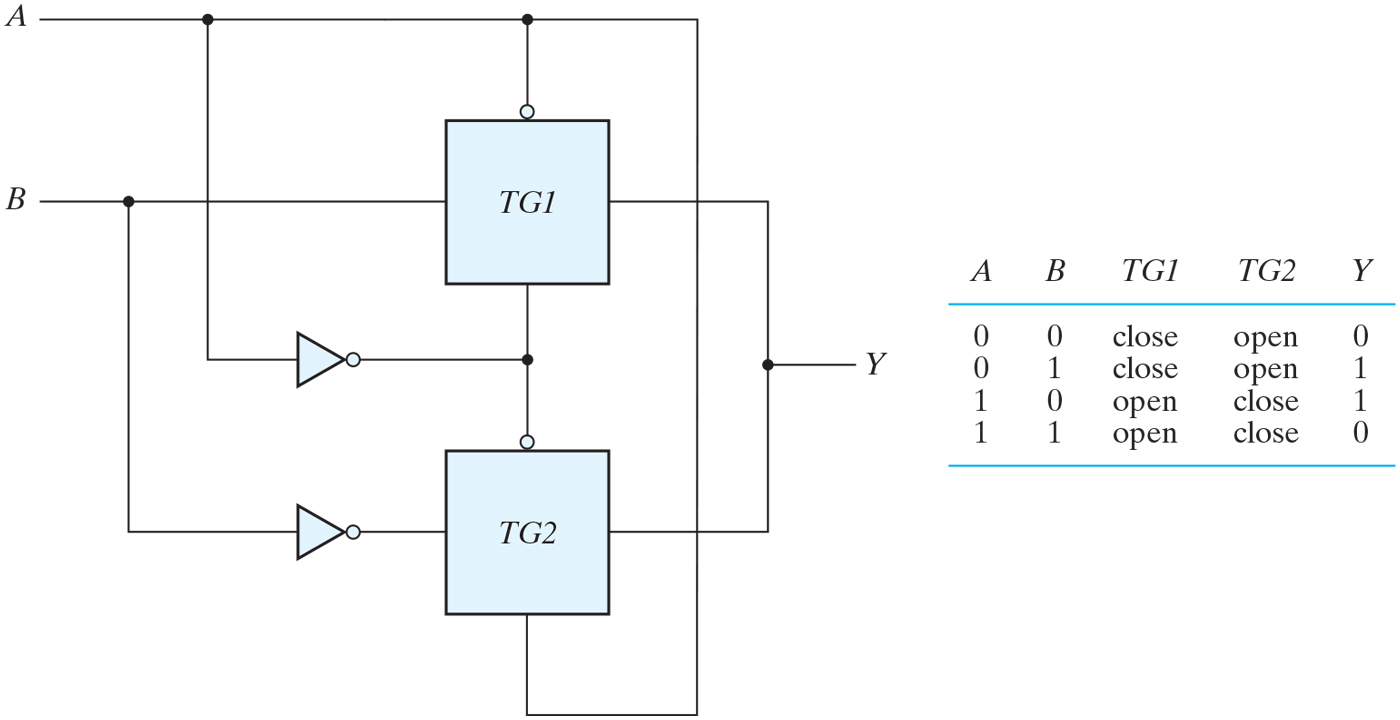 A
B
TG1
TG2
Y
A B TG1 TG2 Y
0 0 close open 0
0 1 close open 1
1 0 open close 1
1 1 open close 0